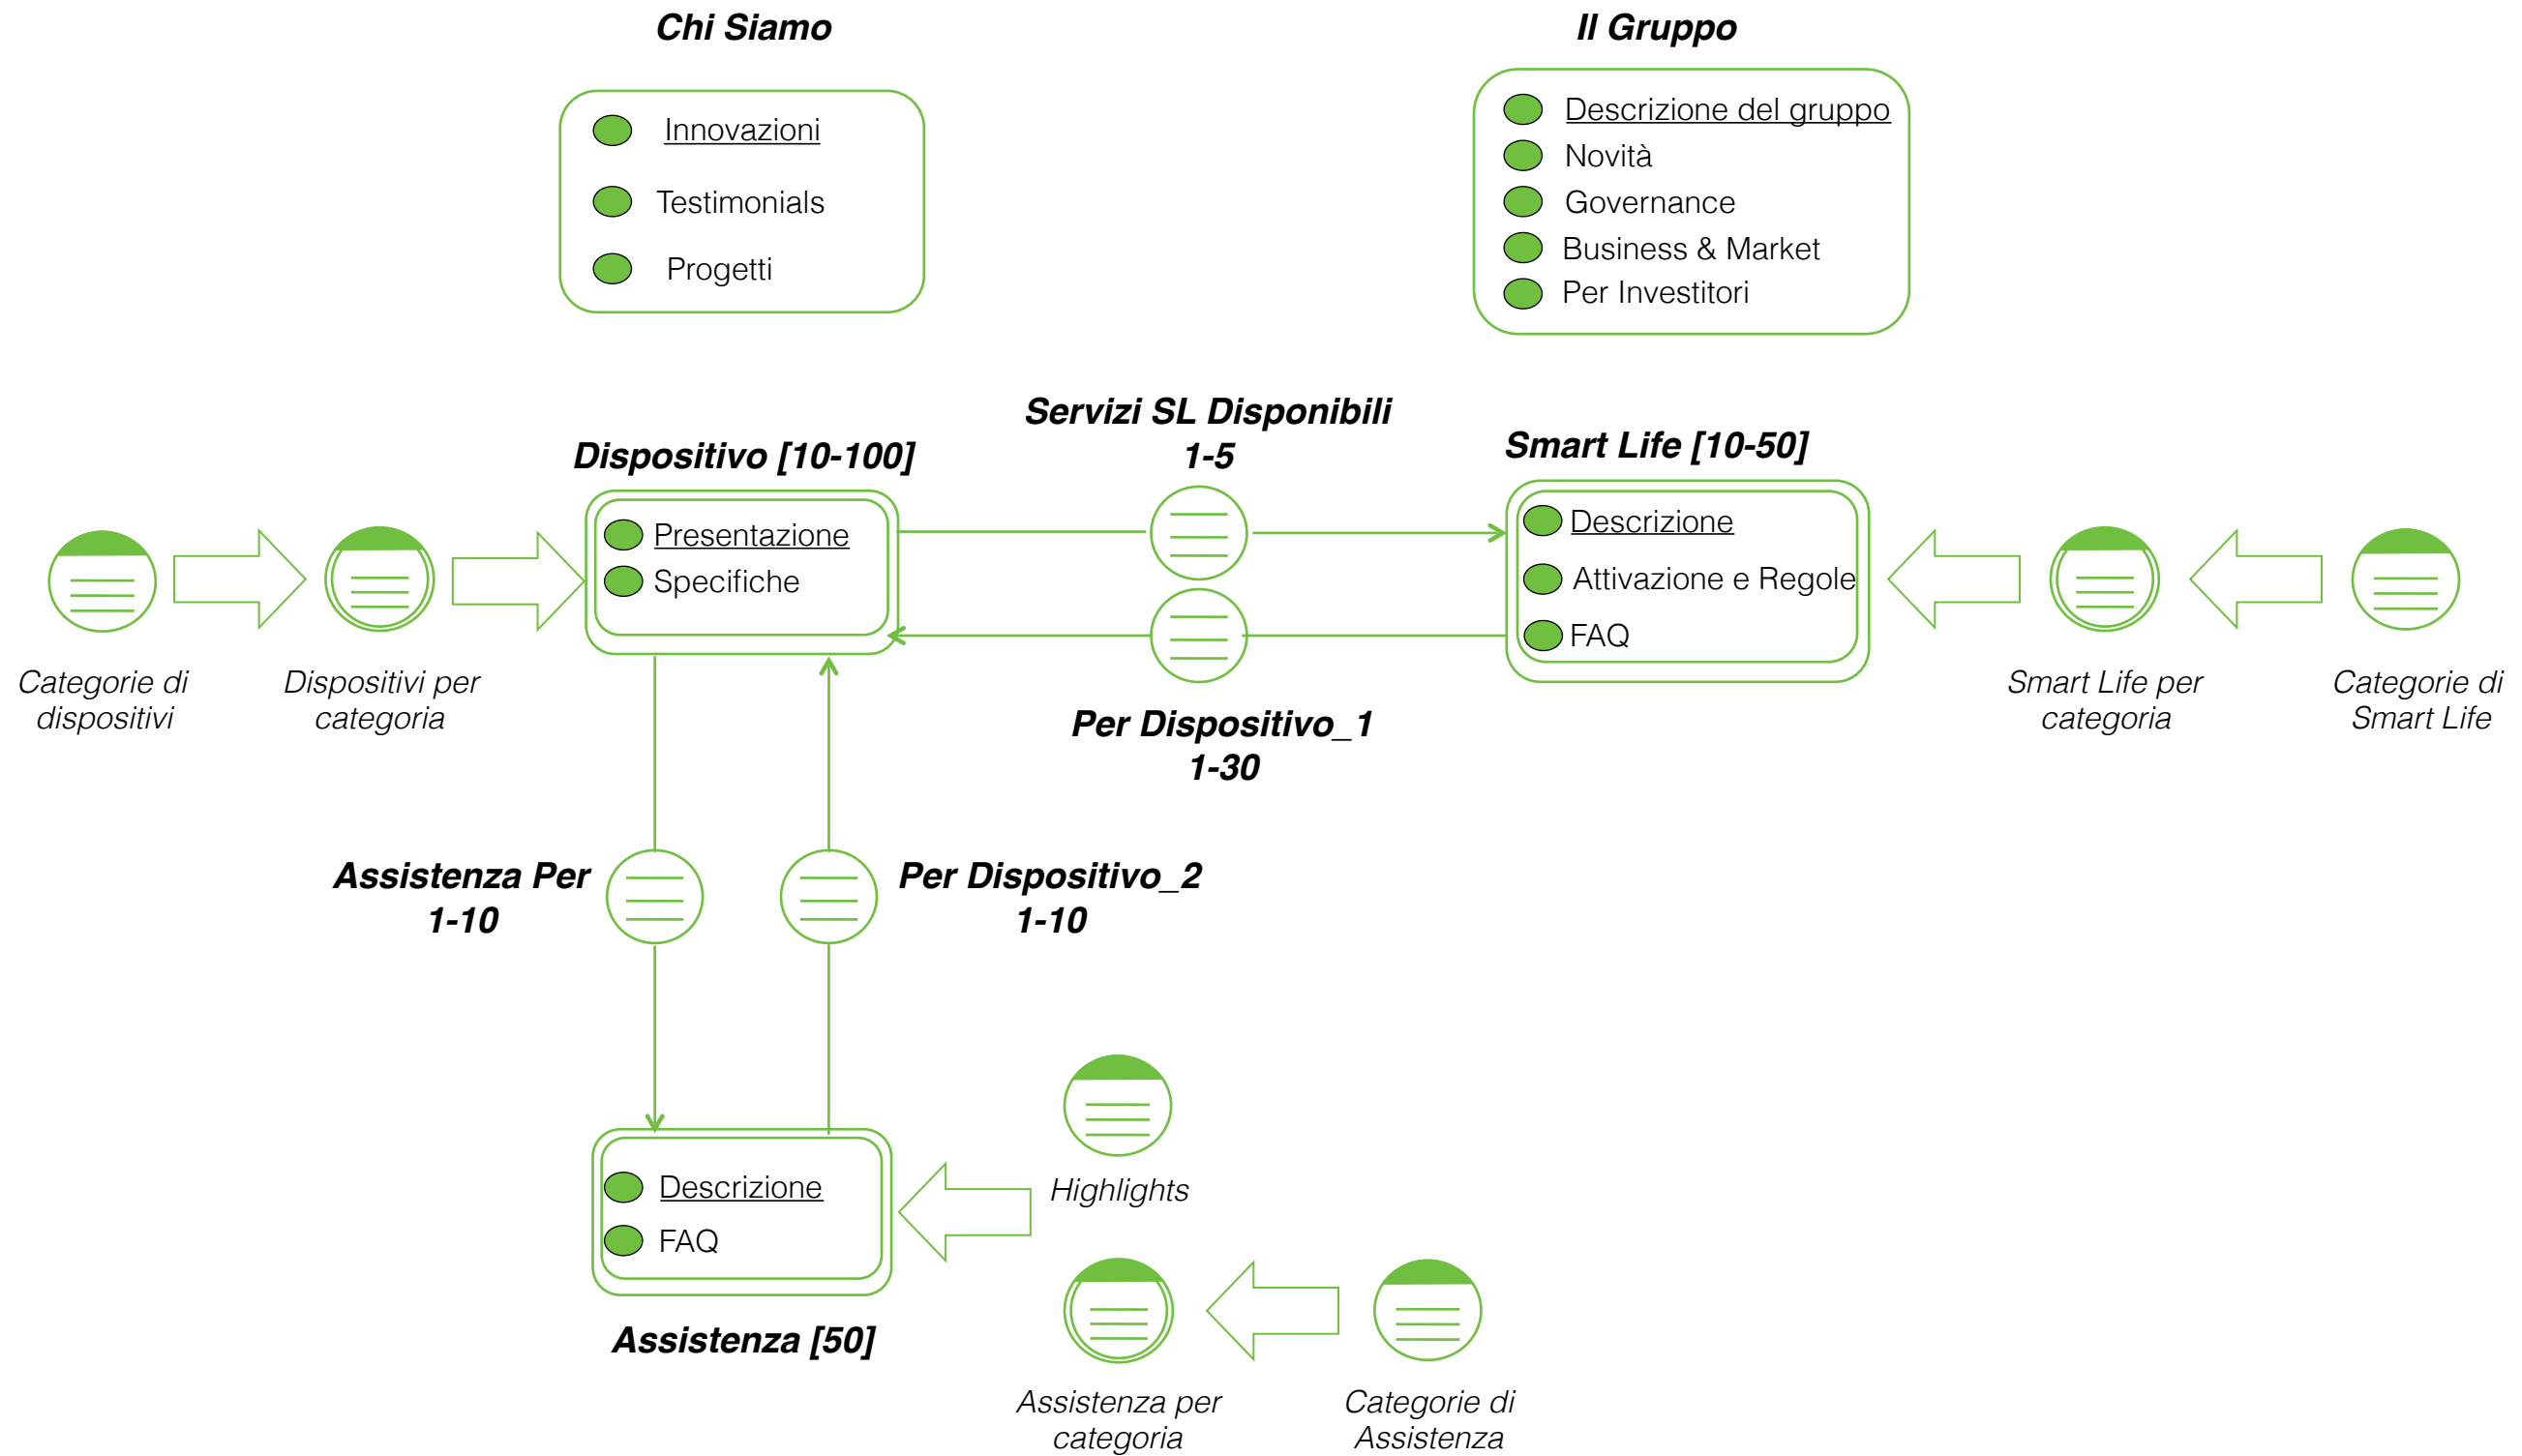 Chi Siamo
Il Gruppo
Innovazioni
Testimonials
Progetti
Descrizione del gruppo
Novità
Governance
Business & Market
Per Investitori
Servizi SL Disponibili
1-5
Dispositivo [10-100]
Smart Life [10-50]
Presentazione
Specifiche
Descrizione
Attivazione e Regole
FAQ
Categorie di
dispositivi
Dispositivi per
categoria
Per Dispositivo_1
1-30
Smart Life per
categoria
Categorie di
Smart Life
Assistenza Per
1-10
Per Dispositivo_2
1-10
Highlights
Descrizione
FAQ
Assistenza [50]
Assistenza per
categoria
Categorie di
Assistenza